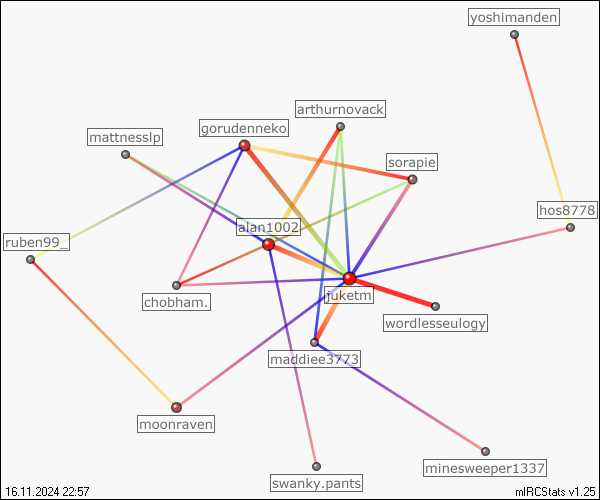 yoshimanden
arthurnovack
gorudenneko
mattnesslp
sorapie
hos8778
alan1002
ruben99_
juketm
chobham.
wordlesseulogy
maddiee3773
moonraven
minesweeper1337
swanky.pants
16.11.2024 22:57
mIRCStats v1.25